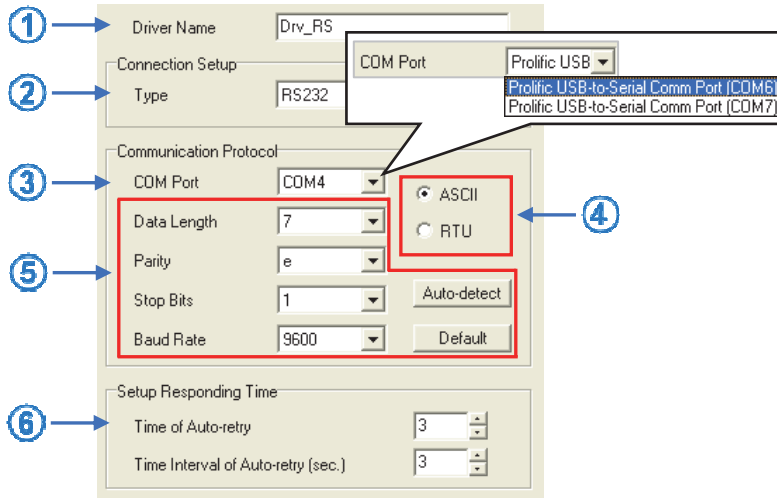 ① Driver Name Drv_RS
COM Port Prolific USB
Prolific USB-to-Serial Comm Port (COM6)
Prolific USB-to-Serial Comm Port (COM7)
Connection Setup
② Type RS232
Communication Protocol
③ COM Port COM4
ASCII
④
RTU
Data Length 7
⑤ Parity e
Stop Bits 1 Auto-detect
Baud Rate 9600 Default
Setup Responding Time
⑥ Time of Auto-retry 3
Time Interval of Auto-retry (sec.) 3